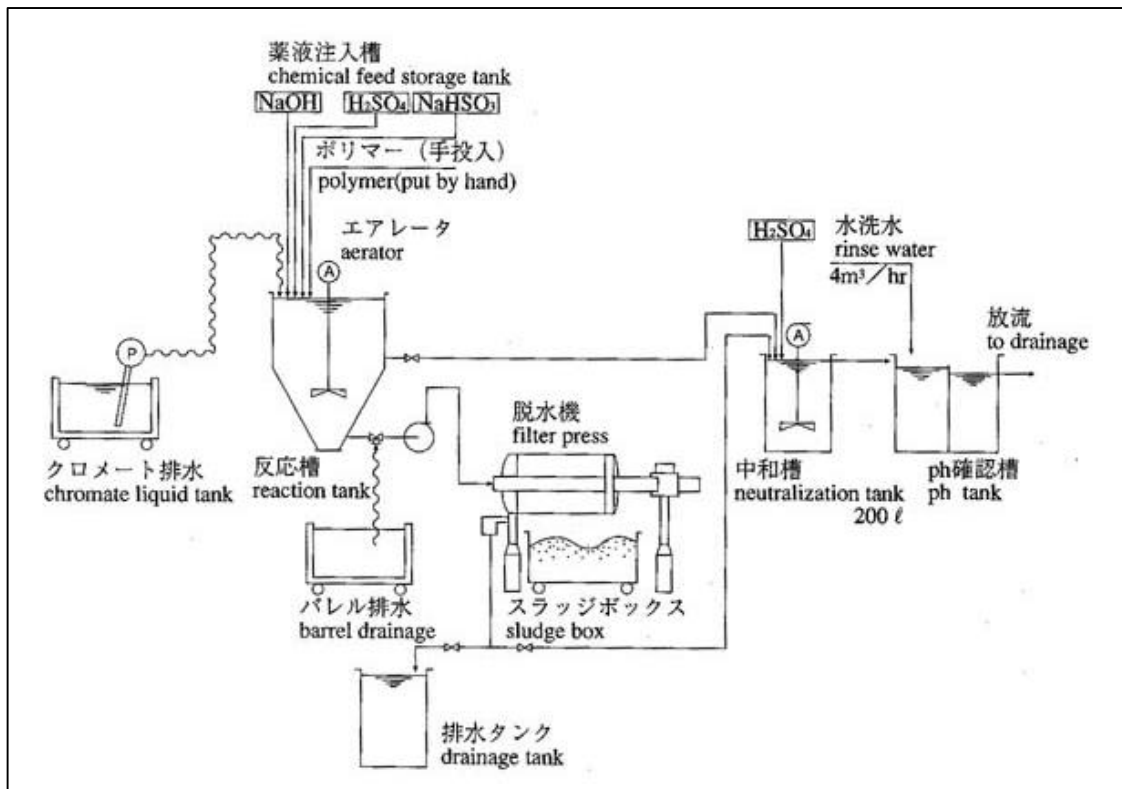 薬液注入槽
chemical feed storage tank
NaOH
H₂SO₄
NaHSO₃
ポリマー（手投入）
polymer(put by hand)
エアレータ
aerator
A
P
クロメート排水
chromate liquid tank
反応槽
reaction tank
バレル排水
barrel drainage
脱水機
filter press
スラッジボックス
sludge box
排水タンク
drainage tank
H₂SO₄
水洗水
rinse water
4m³／hr
A
放流
to drainage
中和槽
neutralization tank
200 ℓ
ph確認槽
ph tank